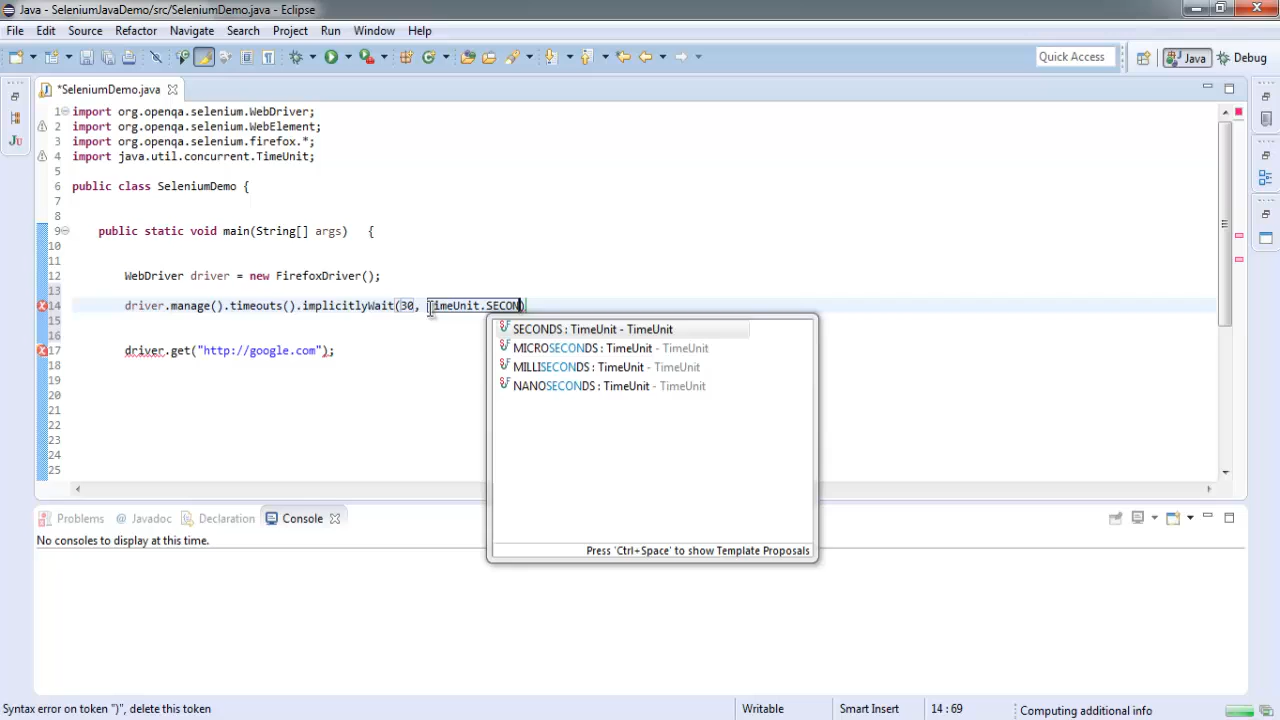 Java - SeleniumJavaDemo/src/SeleniumDemo.java - Eclipse
File Edit Source Refactor Navigate Search Project Run Window Help
Quick Access Java Debug
*SeleniumDemo.java
1 import org.openqa.selenium.WebDriver;
2 import org.openqa.selenium.WebElement;
3 import org.openqa.selenium.firefox.*;
4 import java.util.concurrent.TimeUnit;
5
6 public class SeleniumDemo {
7
8
9 public static void main(String[] args) {
10
11
12 WebDriver driver = new FirefoxDriver();
13
14 driver.manage().timeouts().implicitlyWait(30, TimeUnit.SECON)
15
SECONDS : TimeUnit - TimeUnit
16
MICROSECONDS : TimeUnit - TimeUnit
17 driver.get("http://google.com");
18
MILLISECONDS : TimeUnit - TimeUnit
19
NANOSECONDS : TimeUnit - TimeUnit
20
21
22
23
24
25
Problems @ Javadoc Declaration Console
No consoles to display at this time.
Press 'Ctrl+Space' to show Template Proposals
Syntax error on token "}", delete this token Writable Smart Insert 14 : 69 Computing additional info